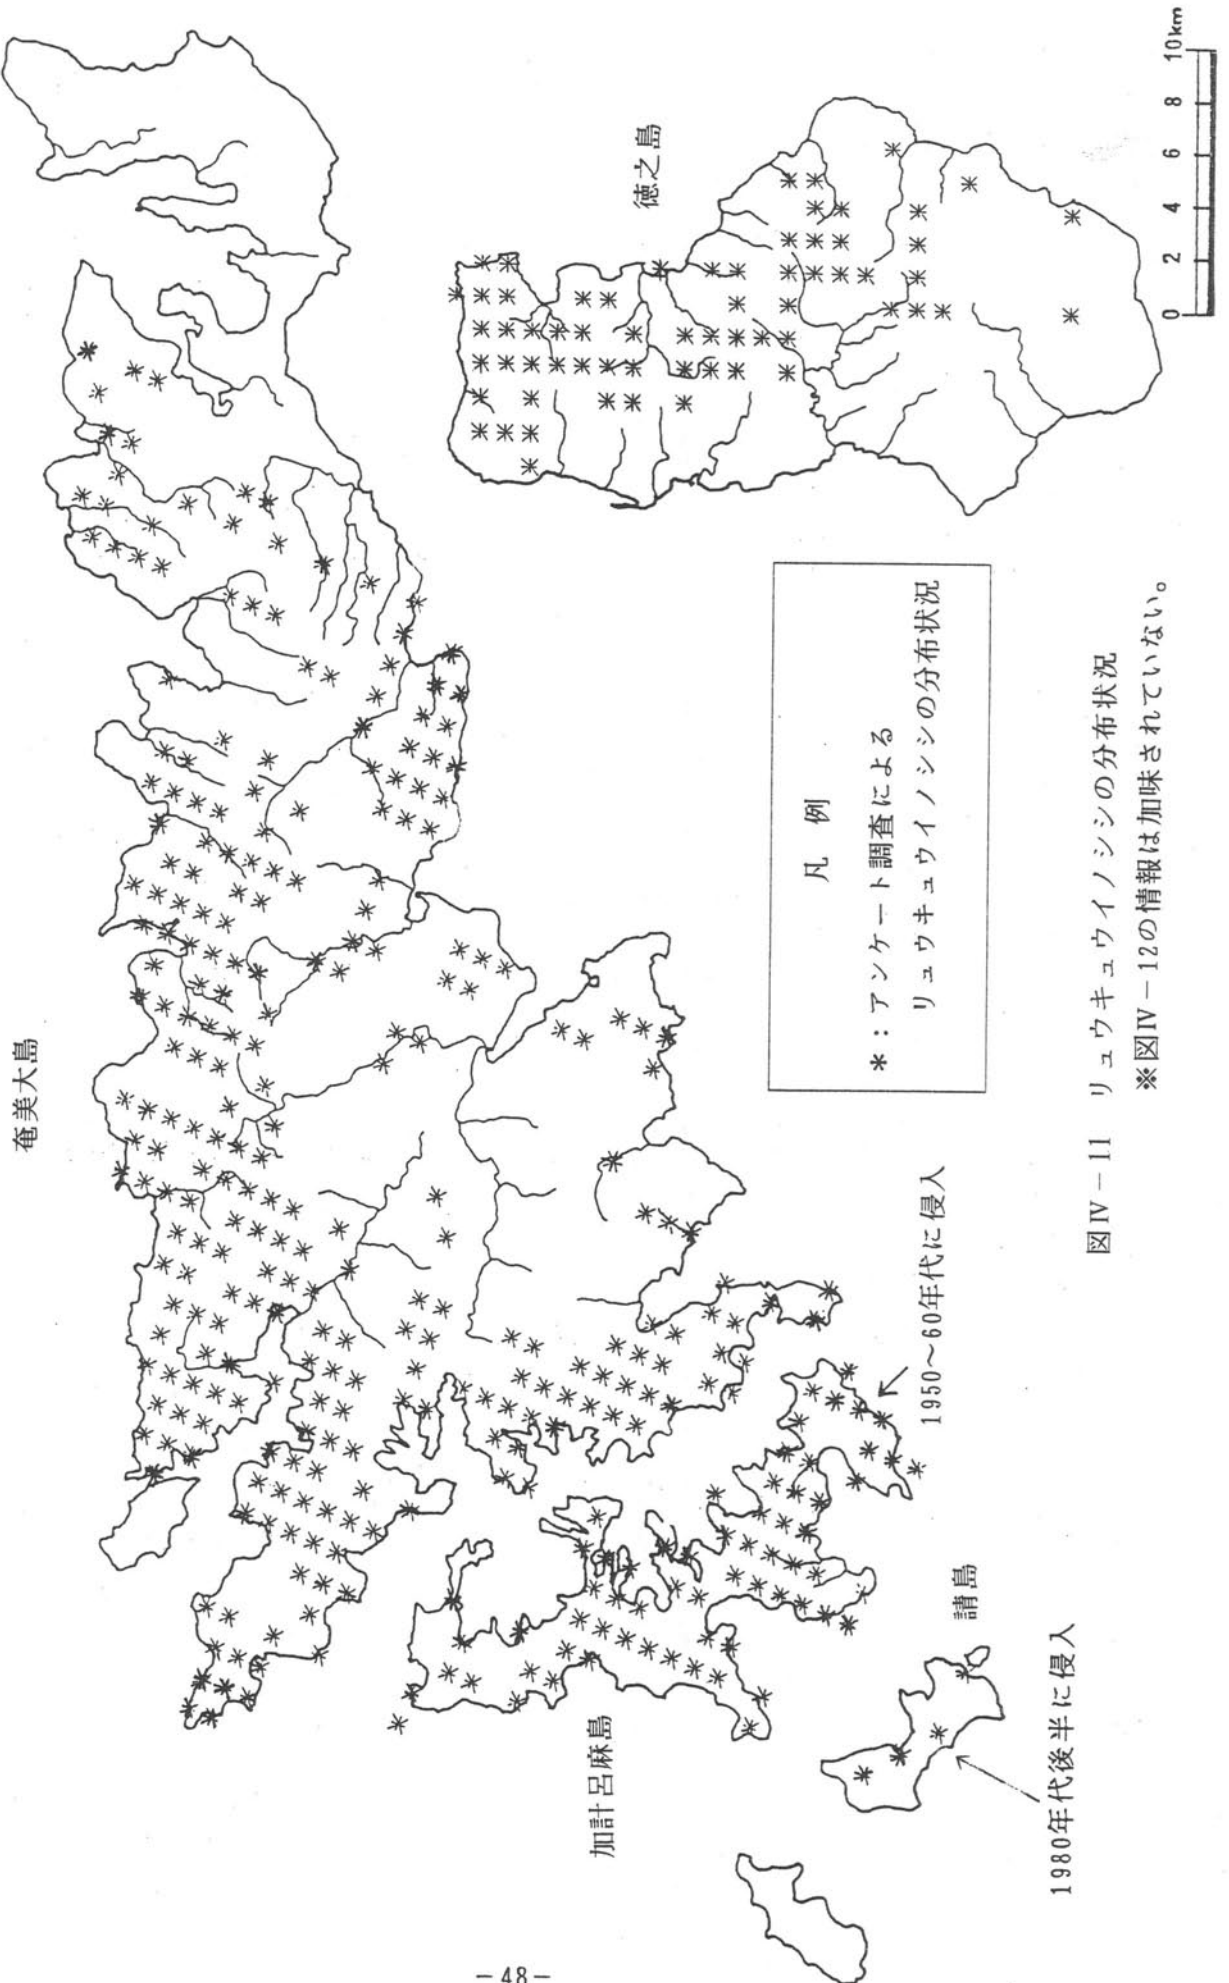 奄美大島
徳之島
0 2 4 6 8 10km
加計呂麻島
請島
1950～60年代に侵入
1980年代後半に侵入
凡 例
*：アンケート調査による
リュウキュウイノシシの分布状況
図Ⅳ－11 リュウキュウイノシシの分布状況
※図Ⅳ－12の情報は加味されていない。
－48－